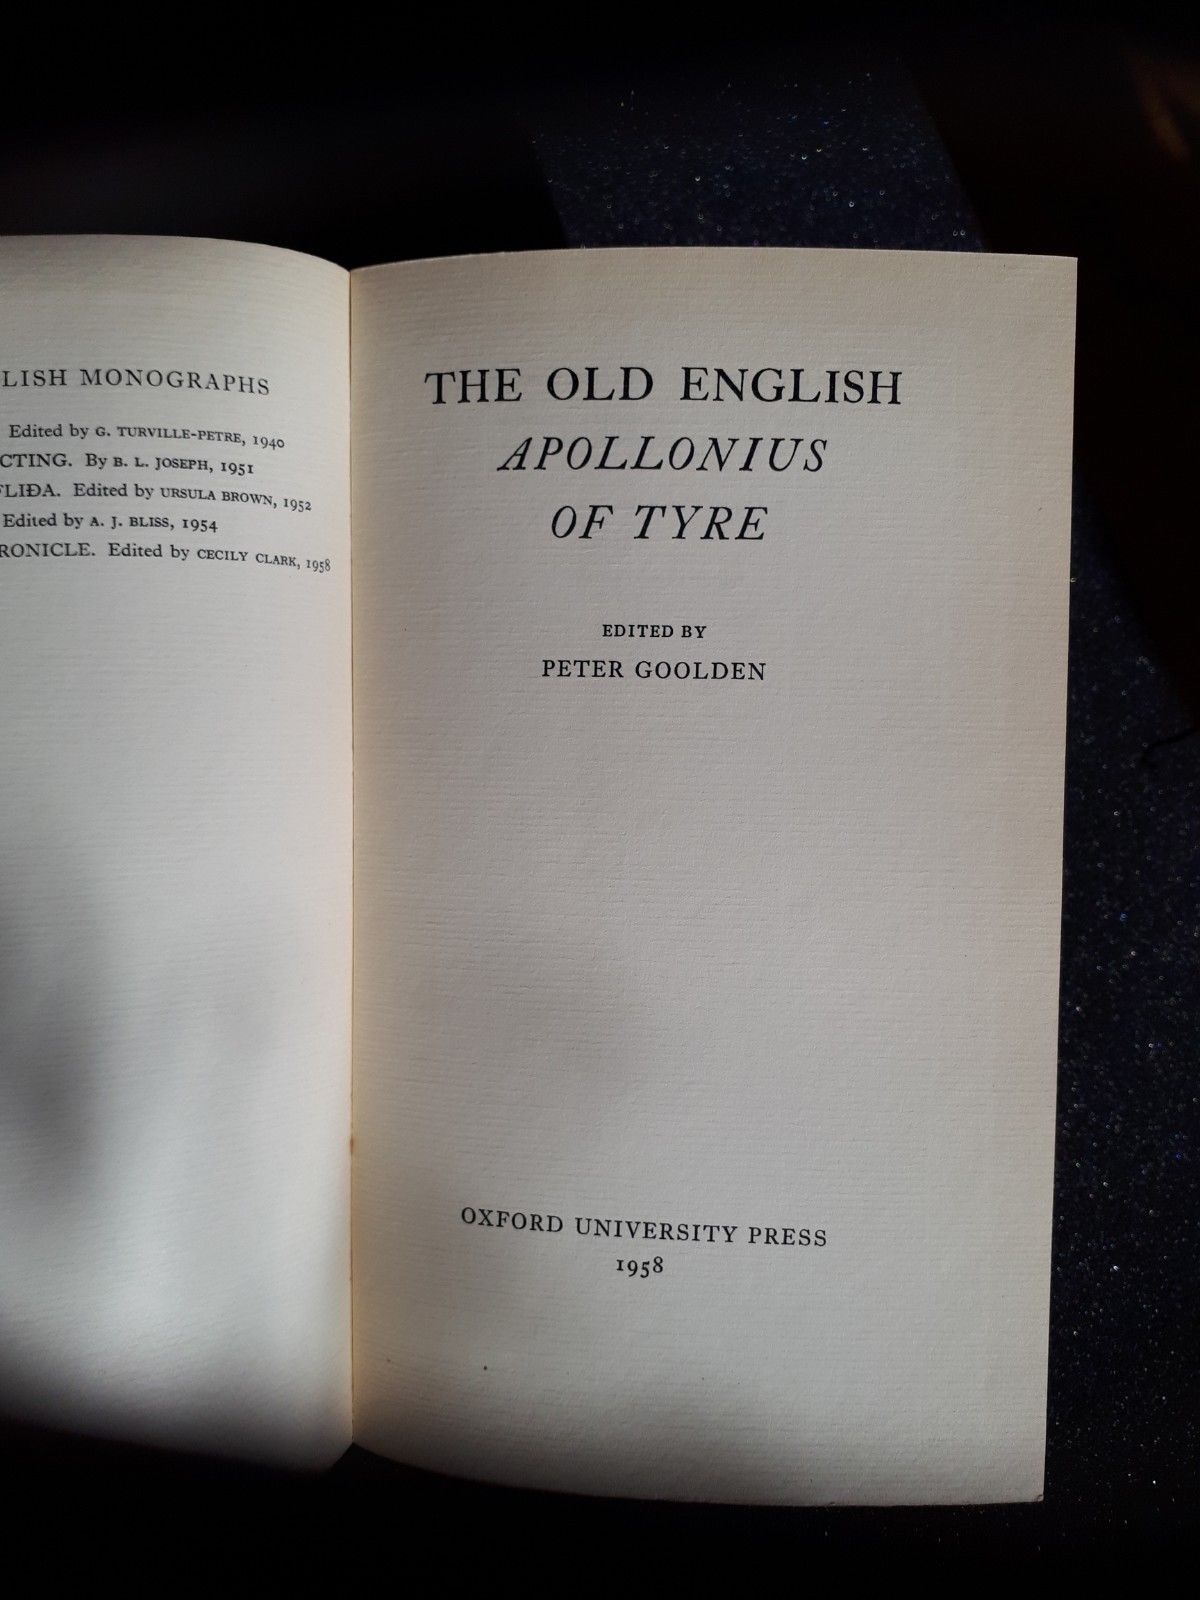 LISH MONOGRAPHS
Edited by G. TURVILLE-PETRE, 1940
CTING. By B. L. JOSEPH, 1951
FLIÐA. Edited by URSULA BROWN, 1952
Edited by A. J. BLISS, 1954
RONICLE. Edited by CECILY CLARK, 1958
THE OLD ENGLISH
APOLLONIUS
OF TYRE
EDITED BY
PETER GOOLDEN
OXFORD UNIVERSITY PRESS
1958